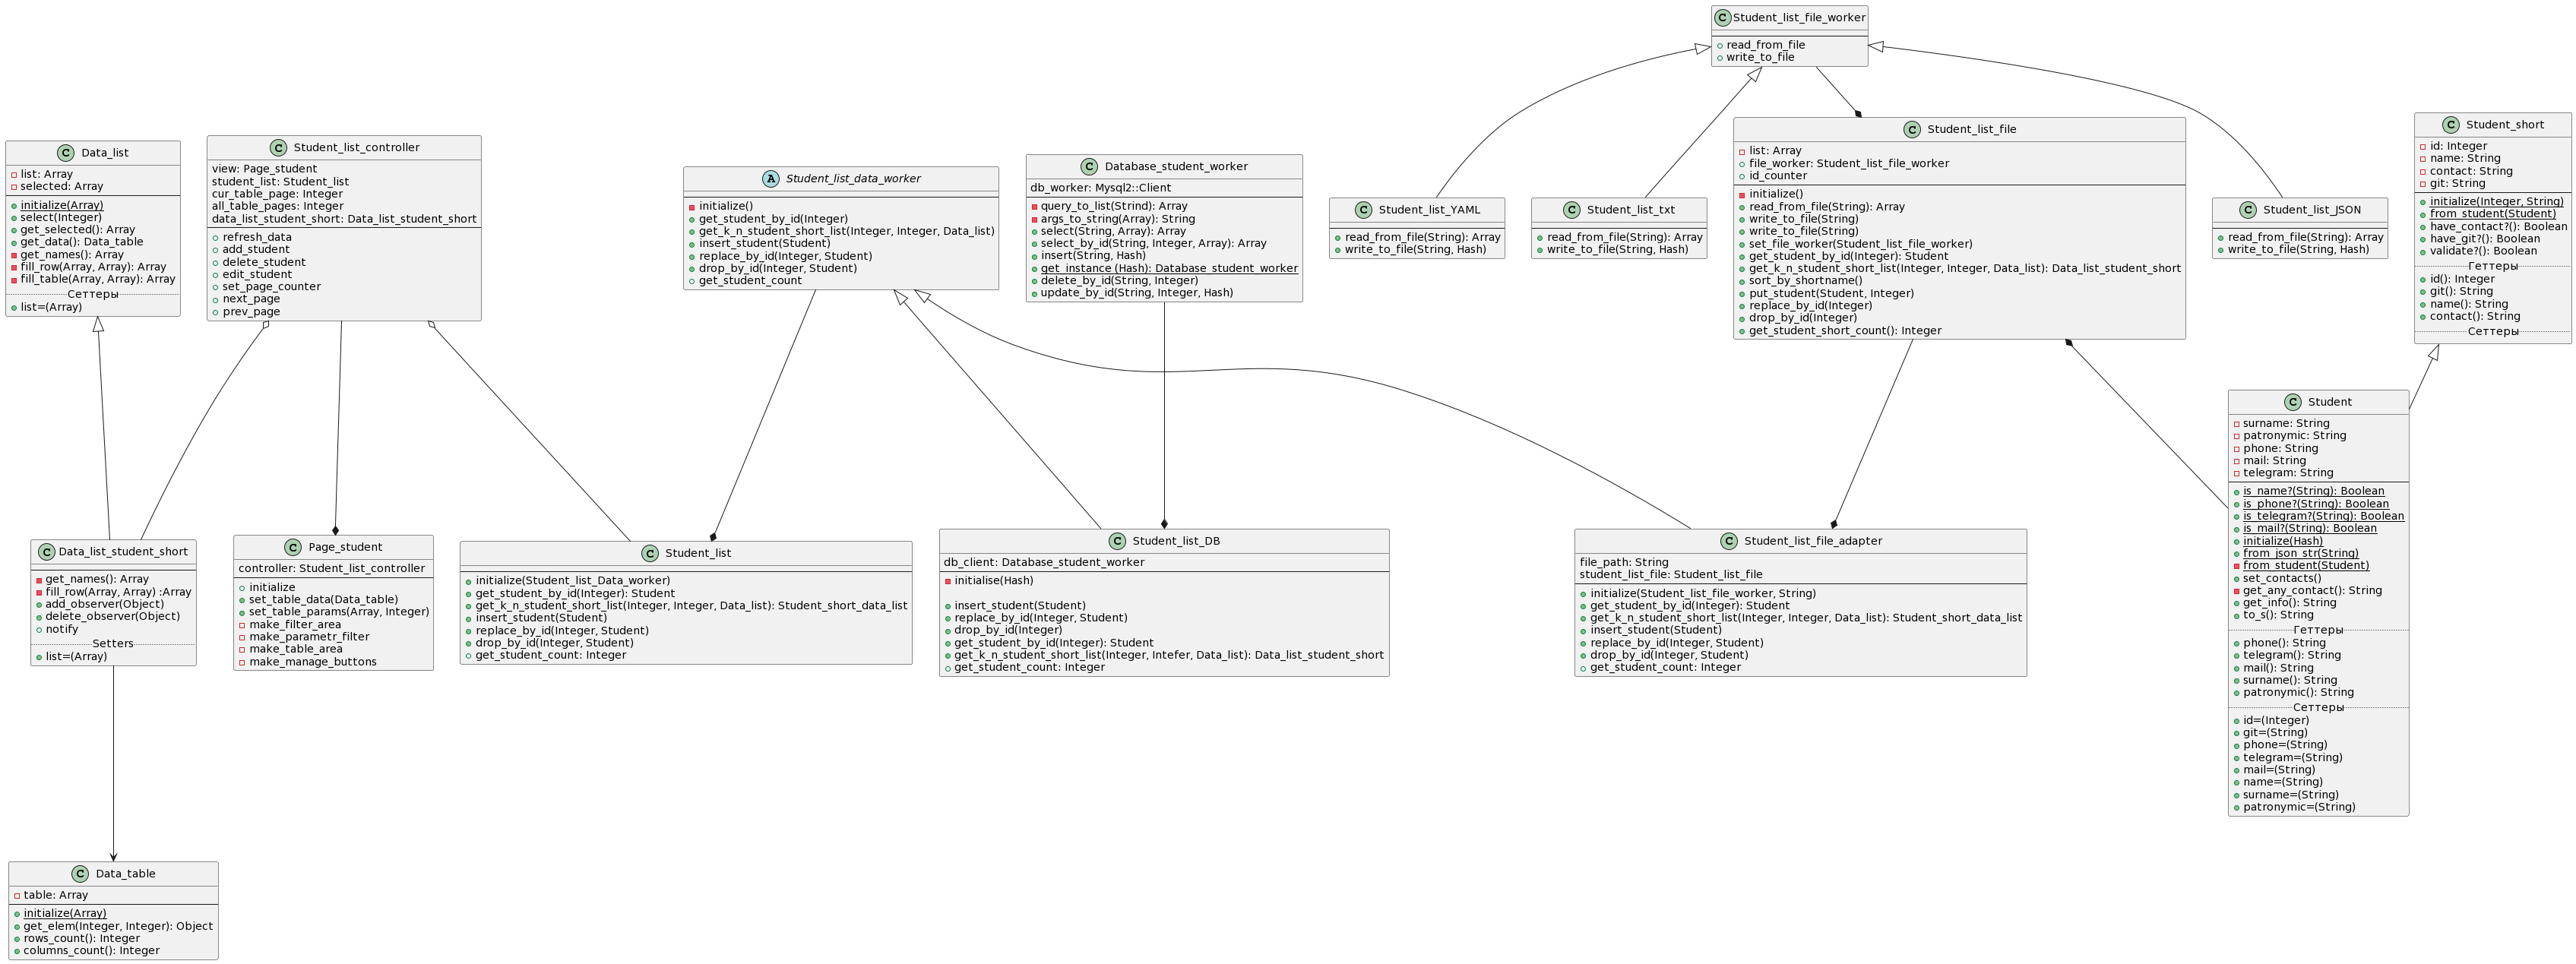 Student_list_file_worker
read_from_file
write_to_file
Data_list
list: Array
selected: Array
initialize(Array)
select(Integer)
get_selected(): Array
get_data(): Data_table
get_names(): Array
fill_row(Array, Array): Array
fill_table(Array, Array): Array
Сеттеры
list=(Array)
Student_list_controller
view: Page_student
student_list: Student_list
cur_table_page: Integer
all_table_pages: Integer
data_list_student_short: Data_list_student_short
refresh_data
add_student
delete_student
edit_student
set_page_counter
next_page
prev_page
Student_list_data_worker
initialize()
get_student_by_id(Integer)
get_k_n_student_short_list(Integer, Integer, Data_list)
insert_student(Student)
replace_by_id(Integer, Student)
drop_by_id(Integer, Student)
get_student_count
Database_student_worker
db_worker: Mysql2::Client
query_to_list(Strind): Array
args_to_string(Array): String
select(String, Array): Array
select_by_id(String, Integer, Array): Array
insert(String, Hash)
get_instance (Hash): Database_student_worker
delete_by_id(String, Integer)
update_by_id(String, Integer, Hash)
Student_list_YAML
read_from_file(String): Array
write_to_file(String, Hash)
Student_list_txt
read_from_file(String): Array
write_to_file(String, Hash)
Student_list_file
list: Array
file_worker: Student_list_file_worker
id_counter
initialize()
read_from_file(String): Array
write_to_file(String)
write_to_file(String)
set_file_worker(Student_list_file_worker)
get_student_by_id(Integer): Student
get_k_n_student_short_list(Integer, Integer, Data_list): Data_list_student_short
sort_by_shortname()
put_student(Student, Integer)
replace_by_id(Integer)
drop_by_id(Integer)
get_student_short_count(): Integer
Student_list_JSON
read_from_file(String): Array
write_to_file(String, Hash)
Student_short
id: Integer
name: String
contact: String
git: String
initialize(Integer, String)
from_student(Student)
have_contact?(): Boolean
have_git?(): Boolean
validate?(): Boolean
Геттеры
id(): Integer
git(): String
name(): String
contact(): String
Сеттеры
Data_list_student_short
get_names(): Array
fill_row(Array, Array) :Array
add_observer(Object)
delete_observer(Object)
notify
Setters
list=(Array)
Page_student
controller: Student_list_controller
initialize
set_table_data(Data_table)
set_table_params(Array, Integer)
make_filter_area
make_parametr_filter
make_table_area
make_manage_buttons
Student_list
initialize(Student_list_Data_worker)
get_student_by_id(Integer): Student
get_k_n_student_short_list(Integer, Integer, Data_list): Student_short_data_list
insert_student(Student)
replace_by_id(Integer, Student)
drop_by_id(Integer, Student)
get_student_count: Integer
Student_list_DB
db_client: Database_student_worker
initialise(Hash)
insert_student(Student)
replace_by_id(Integer, Student)
drop_by_id(Integer)
get_student_by_id(Integer): Student
get_k_n_student_short_list(Integer, Intefer, Data_list): Data_list_student_short
get_student_count: Integer
Student_list_file_adapter
file_path: String
student_list_file: Student_list_file
initialize(Student_list_file_worker, String)
get_student_by_id(Integer): Student
get_k_n_student_short_list(Integer, Integer, Data_list): Student_short_data_list
insert_student(Student)
replace_by_id(Integer, Student)
drop_by_id(Integer, Student)
get_student_count: Integer
Student
surname: String
patronymic: String
phone: String
mail: String
telegram: String
is_name?(String): Boolean
is_phone?(String): Boolean
is_telegram?(String): Boolean
is_mail?(String): Boolean
initialize(Hash)
from_json_str(String)
from_student(Student)
set_contacts()
get_any_contact(): String
get_info(): String
to_s(): String
Геттеры
phone(): String
telegram(): String
mail(): String
surname(): String
patronymic(): String
Сеттеры
id=(Integer)
git=(String)
phone=(String)
telegram=(String)
mail=(String)
name=(String)
surname=(String)
patronymic=(String)
Data_table
table: Array
initialize(Array)
get_elem(Integer, Integer): Object
rows_count(): Integer
columns_count(): Integer